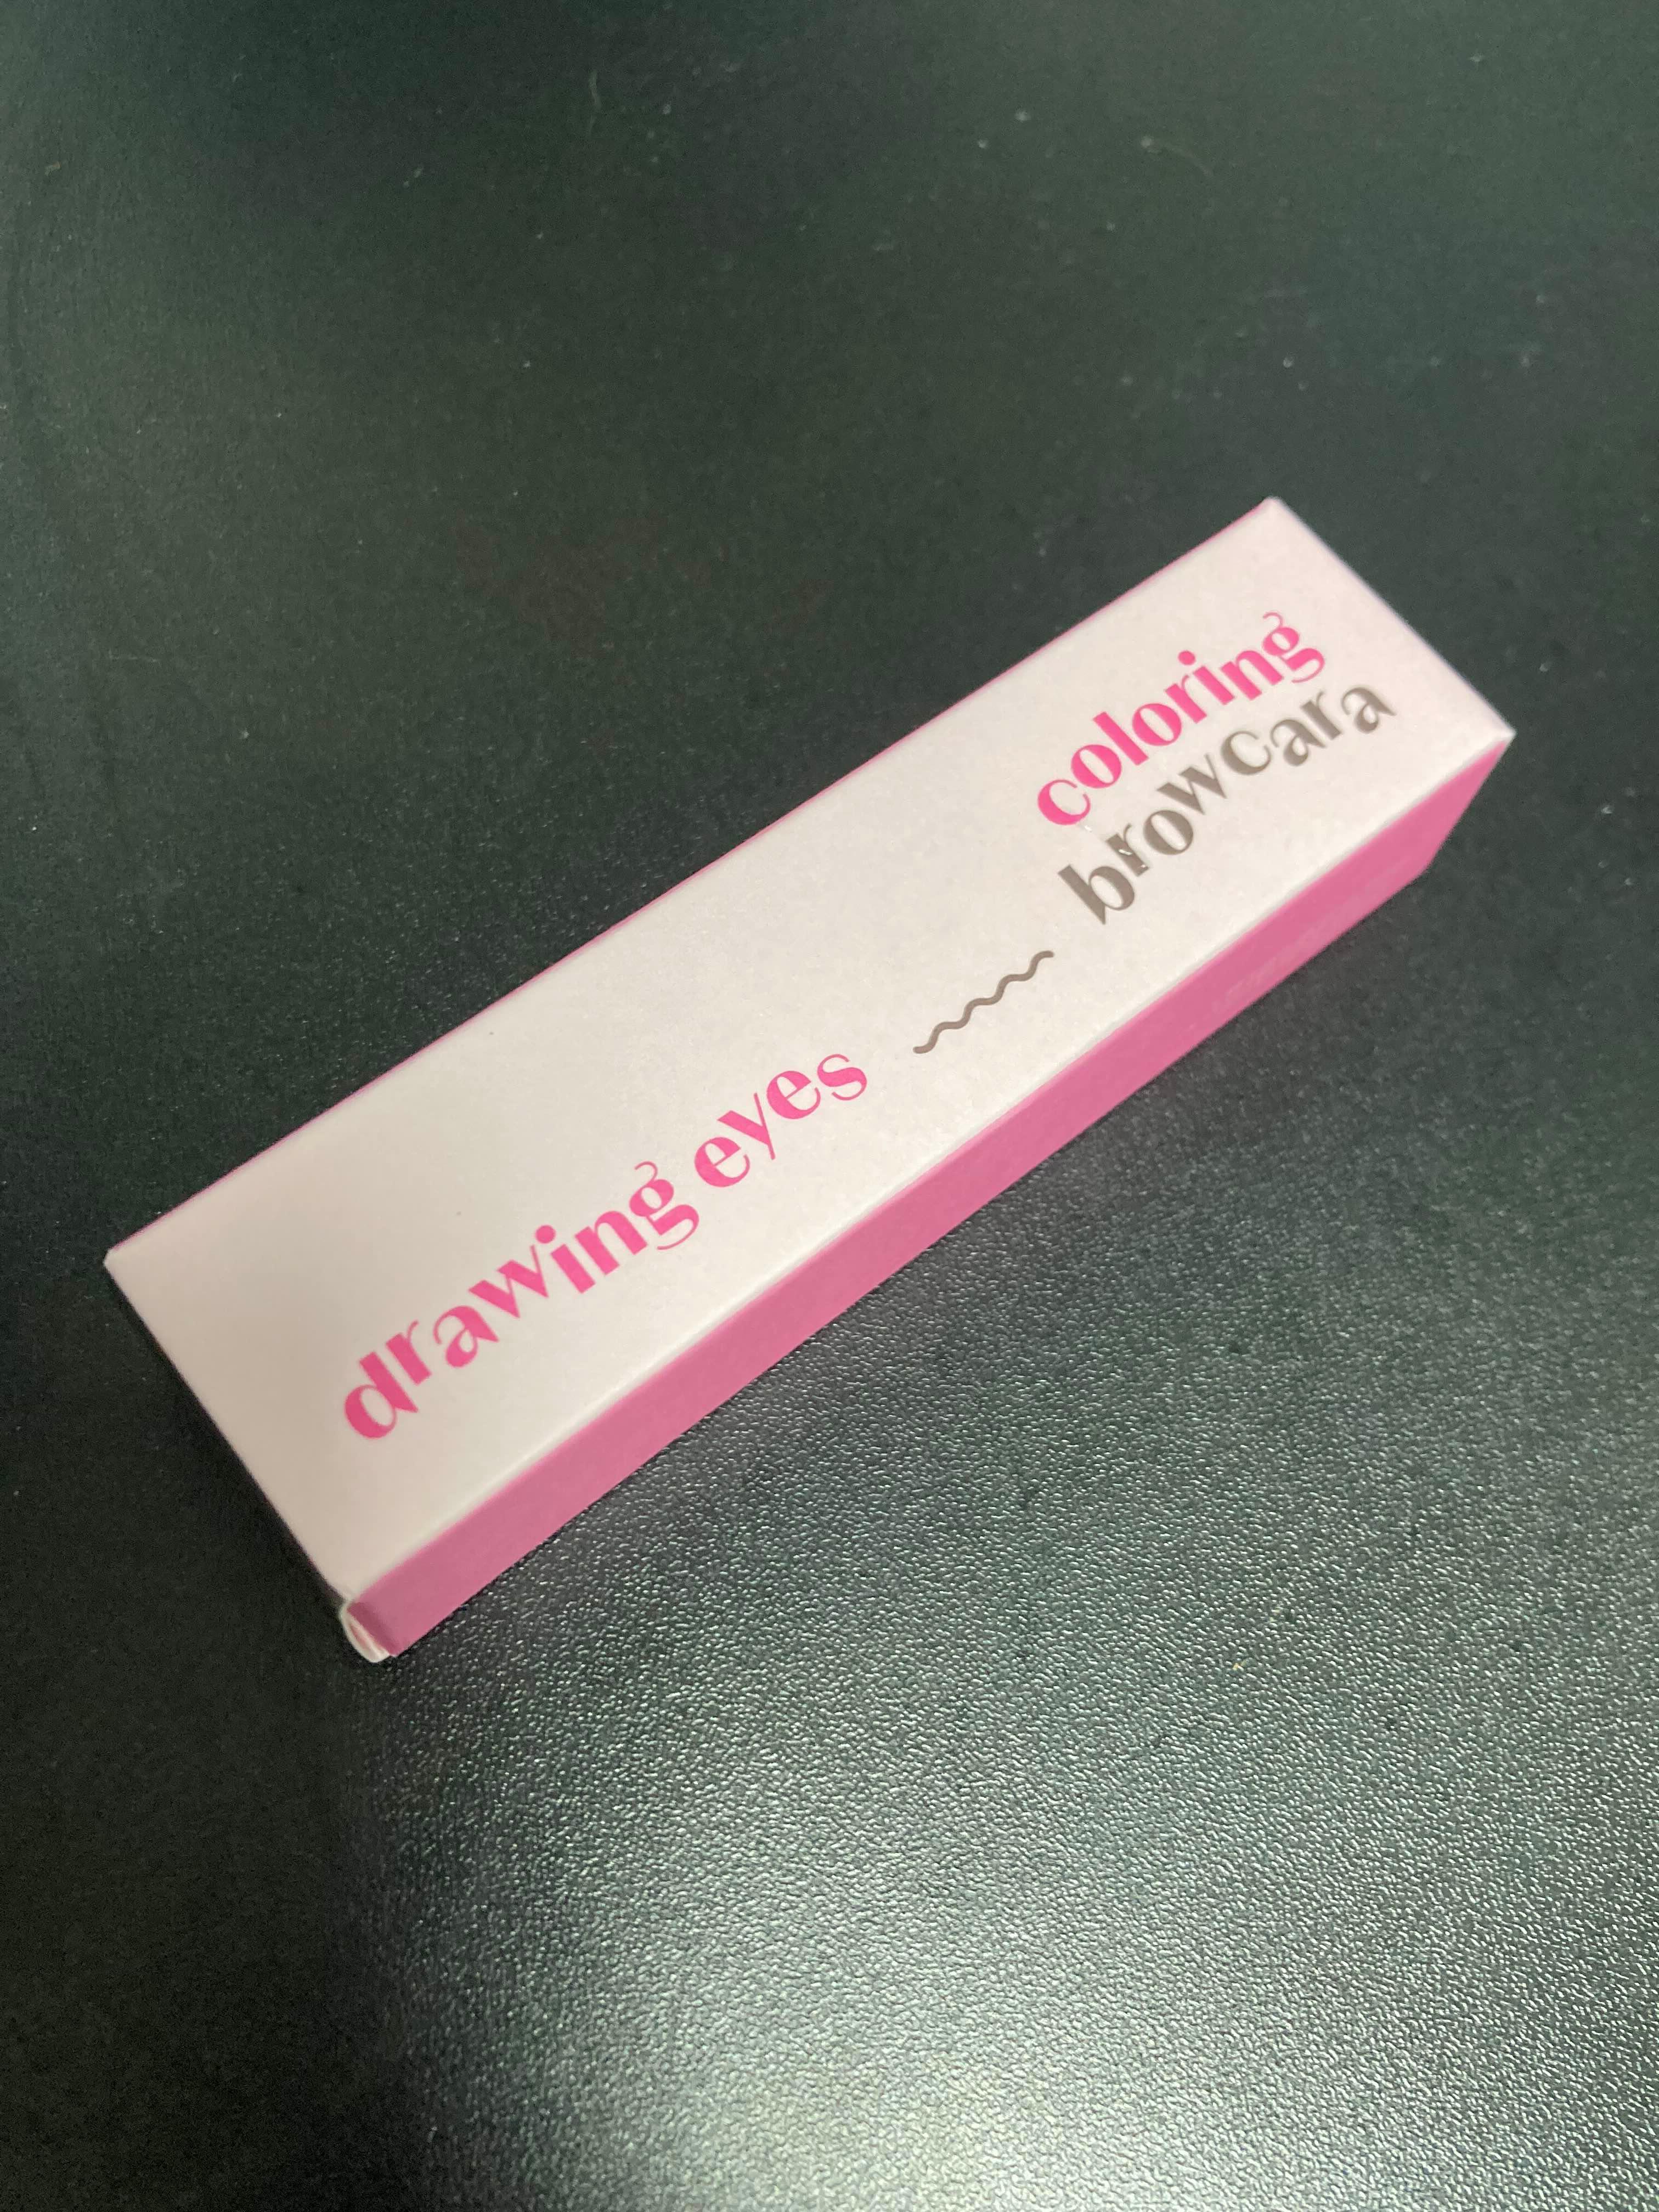 coloring
browcara
drawing eyes